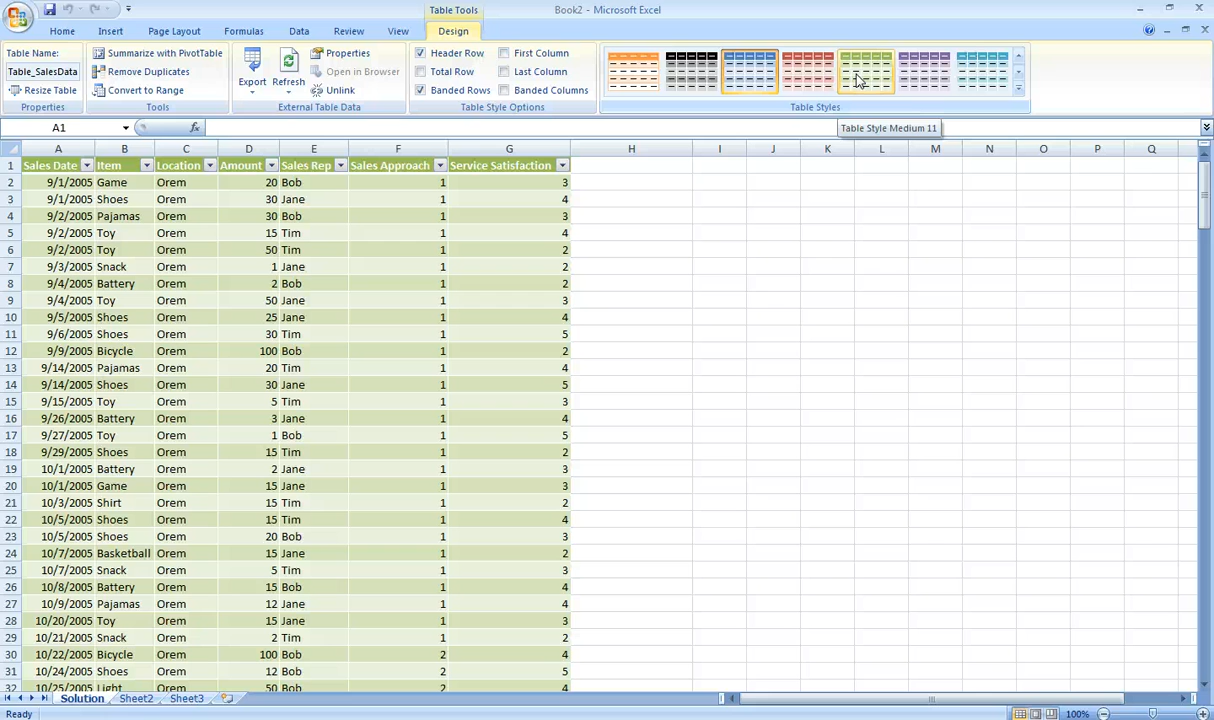 Table Tools
Book2 - Microsoft Excel
Home Insert Page Layout Formulas Data Review View Design
Table Name:
Table_SalesData
Resize Table
Properties
Summarize with PivotTable
Remove Duplicates
Convert to Range
Tools
Export
Refresh
Properties
Open in Browser
Unlink
External Table Data
Header Row
Total Row
Banded Rows
First Column
Last Column
Banded Columns
Table Style Options
Table Styles
Table Style Medium 11
A1 fx
A B C D E F G H I J K L M N O P Q
1 Sales Date Item Location Amount Sales Rep Sales Approach Service Satisfaction
2 9/1/2005 Game Orem 20 Bob 1 3
3 9/1/2005 Shoes Orem 30 Jane 1 4
4 9/2/2005 Pajamas Orem 30 Bob 1 3
5 9/2/2005 Toy Orem 15 Tim 1 4
6 9/2/2005 Toy Orem 50 Tim 1 2
7 9/3/2005 Snack Orem 1 Jane 1 2
8 9/4/2005 Battery Orem 2 Bob 1 2
9 9/4/2005 Toy Orem 50 Jane 1 3
10 9/5/2005 Shoes Orem 25 Jane 1 4
11 9/6/2005 Shoes Orem 30 Tim 1 5
12 9/9/2005 Bicycle Orem 100 Bob 1 2
13 9/14/2005 Pajamas Orem 20 Tim 1 4
14 9/14/2005 Shoes Orem 30 Jane 1 5
15 9/15/2005 Toy Orem 5 Tim 1 3
16 9/26/2005 Battery Orem 3 Jane 1 4
17 9/27/2005 Toy Orem 1 Bob 1 5
18 9/29/2005 Shoes Orem 15 Tim 1 2
19 10/1/2005 Battery Orem 2 Jane 1 3
20 10/1/2005 Game Orem 15 Jane 1 3
21 10/3/2005 Shirt Orem 15 Tim 1 2
22 10/5/2005 Shoes Orem 15 Tim 1 4
23 10/5/2005 Shoes Orem 20 Bob 1 3
24 10/7/2005 Basketball Orem 15 Jane 1 2
25 10/7/2005 Snack Orem 5 Tim 1 3
26 10/8/2005 Battery Orem 15 Bob 1 4
27 10/9/2005 Pajamas Orem 12 Jane 1 4
28 10/20/2005 Toy Orem 15 Jane 1 3
29 10/21/2005 Snack Orem 2 Tim 1 2
30 10/22/2005 Bicycle Orem 100 Bob 2 4
31 10/24/2005 Shoes Orem 12 Bob 2 5
32 10/25/2005 Light Orem 50 Bob 2 4
Solution Sheet2 Sheet3
Ready 100%